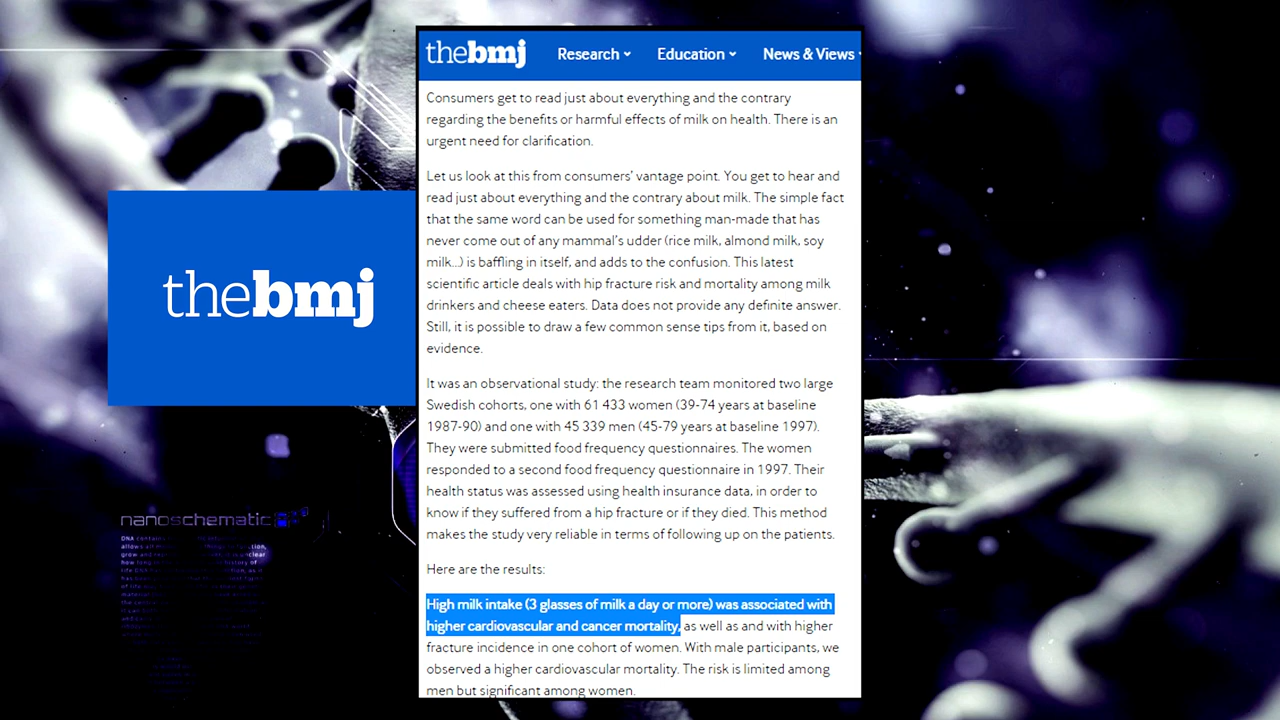 thebmj
Research
Education
News & Views
Consumers get to read just about everything and the contrary
regarding the benefits or harmful effects of milk on health. There is an
urgent need for clarification.
Let us look at this from consumers' vantage point. You get to hear and
read just about everything and the contrary about milk. The simple fact
that the same word can be used for something man-made that has
never come out of any mammal's udder (rice milk, almond milk, soy
milk...) is baffling in itself, and adds to the confusion. This latest
scientific article deals with hip fracture risk and mortality among milk
drinkers and cheese eaters. Data does not provide any definite answer.
Still, it is possible to draw a few common sense tips from it, based on
evidence.
It was an observational study: the research team monitored two large
Swedish cohorts, one with 61 433 women (39-74 years at baseline
1987-90) and one with 45 339 men (45-79 years at baseline 1997).
They were submitted food frequency questionnaires. The women
responded to a second food frequency questionnaire in 1997. Their
health status was assessed using health insurance data, in order to
know if they suffered from a hip fracture or if they died. This method
makes the study very reliable in terms of following up on the patients.
Here are the results:
High milk intake (3 glasses of milk a day or more) was associated with
higher cardiovascular and cancer mortality, as well as and with higher
fracture incidence in one cohort of women. With male participants, we
observed a higher cardiovascular mortality. The risk is limited among
men but significant among women.
thebmj
nanoschematic